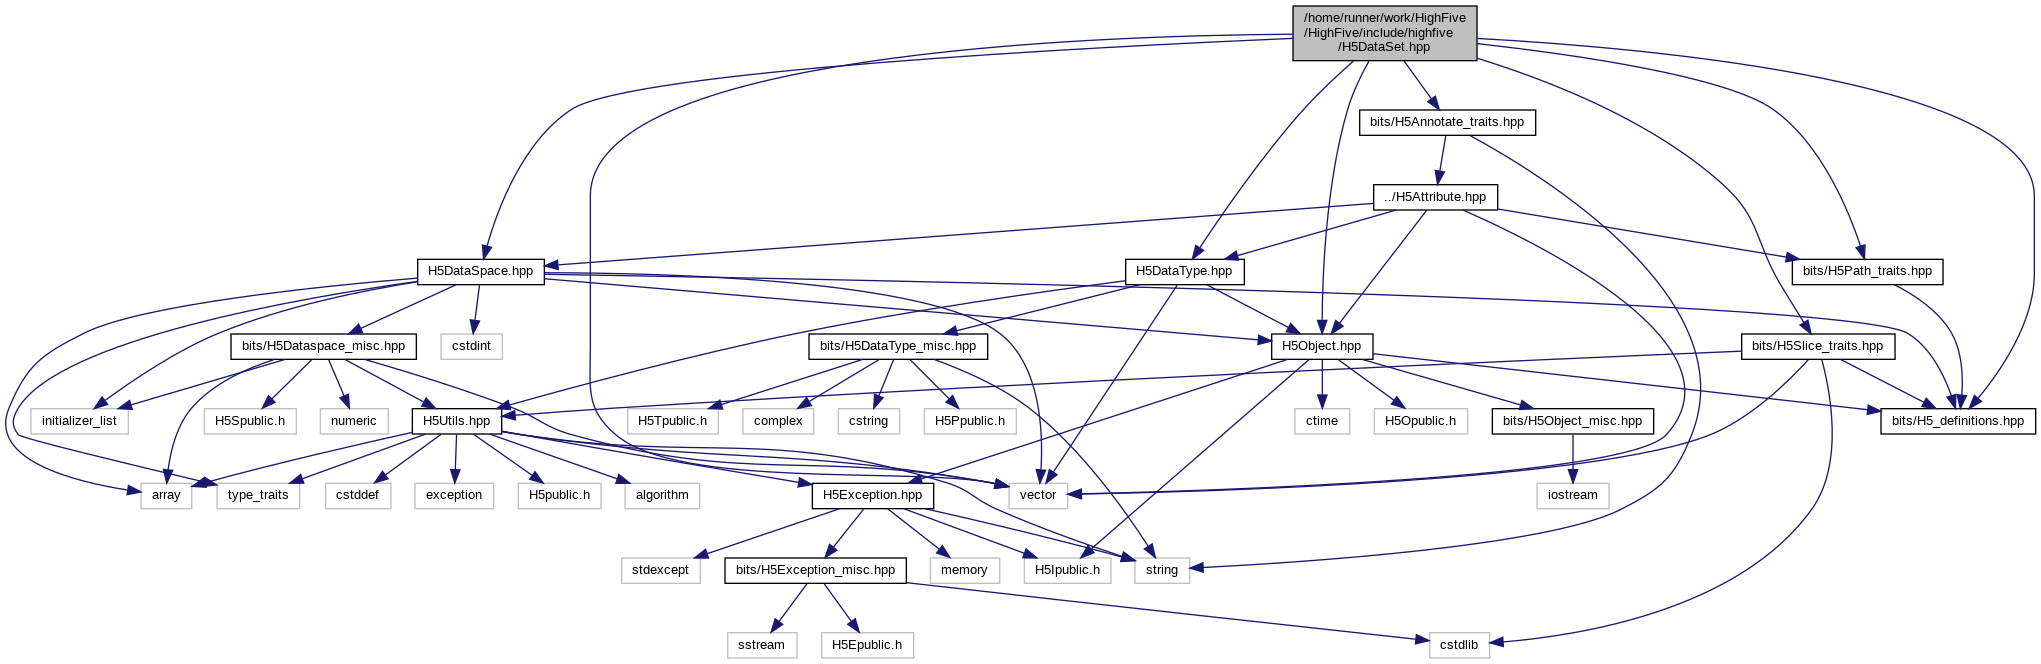 /home/runner/work/HighFive
/HighFive/include/highfive
/H5DataSet.hpp
bits/H5Annotate_traits.hpp
../H5Attribute.hpp
H5DataSpace.hpp
H5DataType.hpp
bits/H5Path_traits.hpp
bits/H5Dataspace_misc.hpp
cstdint
bits/H5DataType_misc.hpp
H5Object.hpp
bits/H5Slice_traits.hpp
initializer_list
H5Spublic.h
numeric
H5Utils.hpp
H5Tpublic.h
complex
cstring
H5Ppublic.h
ctime
H5Opublic.h
bits/H5Object_misc.hpp
bits/H5_definitions.hpp
array
type_traits
cstddef
exception
H5public.h
algorithm
H5Exception.hpp
vector
iostream
stdexcept
bits/H5Exception_misc.hpp
memory
H5Ipublic.h
string
sstream
H5Epublic.h
cstdlib